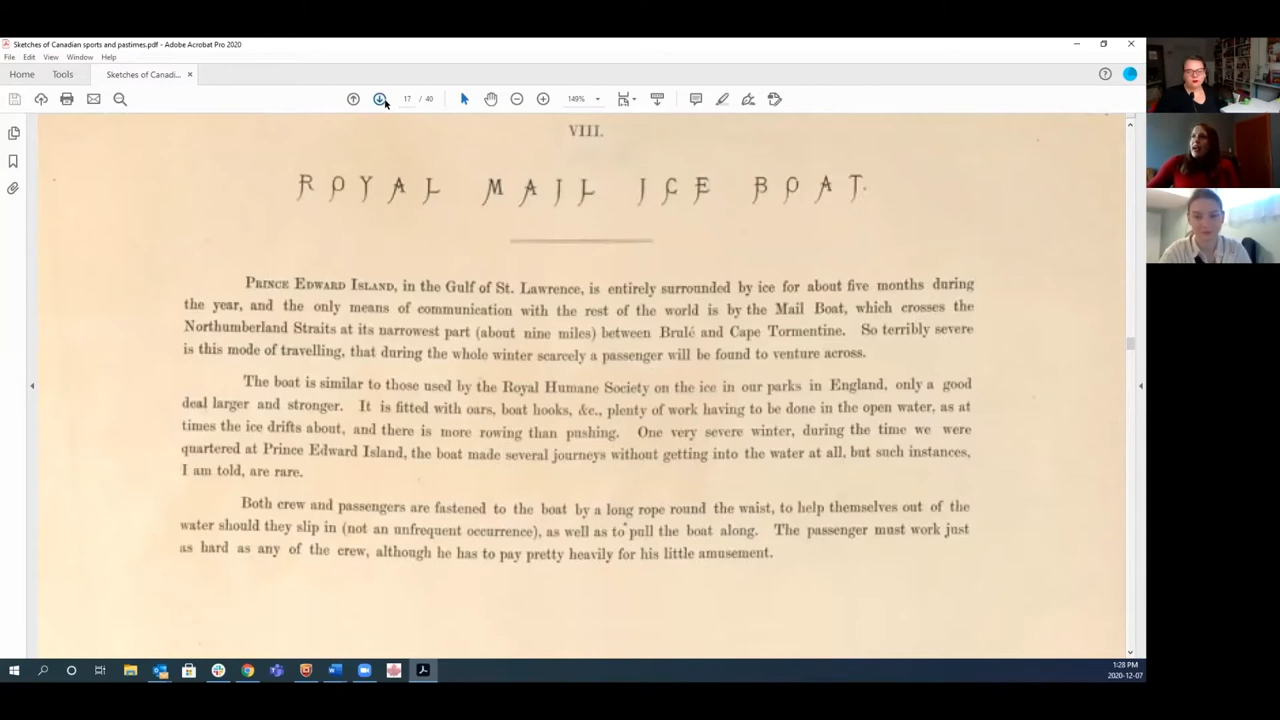 Sketches of Canadian sports and pastimes.pdf - Adobe Acrobat Pro 2020
File Edit View Window Help
Home Tools Sketches of Canadi...
17 / 40 149%
VIII.
ROYAL MAIL ICE BOAT.
PRINCE EDWARD ISLAND, in the Gulf of St. Lawrence, is entirely surrounded by ice for about five months during
the year, and the only means of communication with the rest of the world is by the Mail Boat, which crosses the
Northumberland Straits at its narrowest part (about nine miles) between Brulé and Cape Tormentine. So terribly severe
is this mode of travelling, that during the whole winter scarcely a passenger will be found to venture across.
The boat is similar to those used by the Royal Humane Society on the ice in our parks in England, only a good
deal larger and stronger. It is fitted with oars, boat hooks, &c., plenty of work having to be done in the open water, as at
times the ice drifts about, and there is more rowing than pushing. One very severe winter, during the time we were
quartered at Prince Edward Island, the boat made several journeys without getting into the water at all, but such instances,
I am told, are rare.
Both crew and passengers are fastened to the boat by a long rope round the waist, to help themselves out of the
water should they slip in (not an unfrequent occurrence), as well as to pull the boat along. The passenger must work just
as hard as any of the crew, although he has to pay pretty heavily for his little amusement.
1:28 PM
2020-12-07